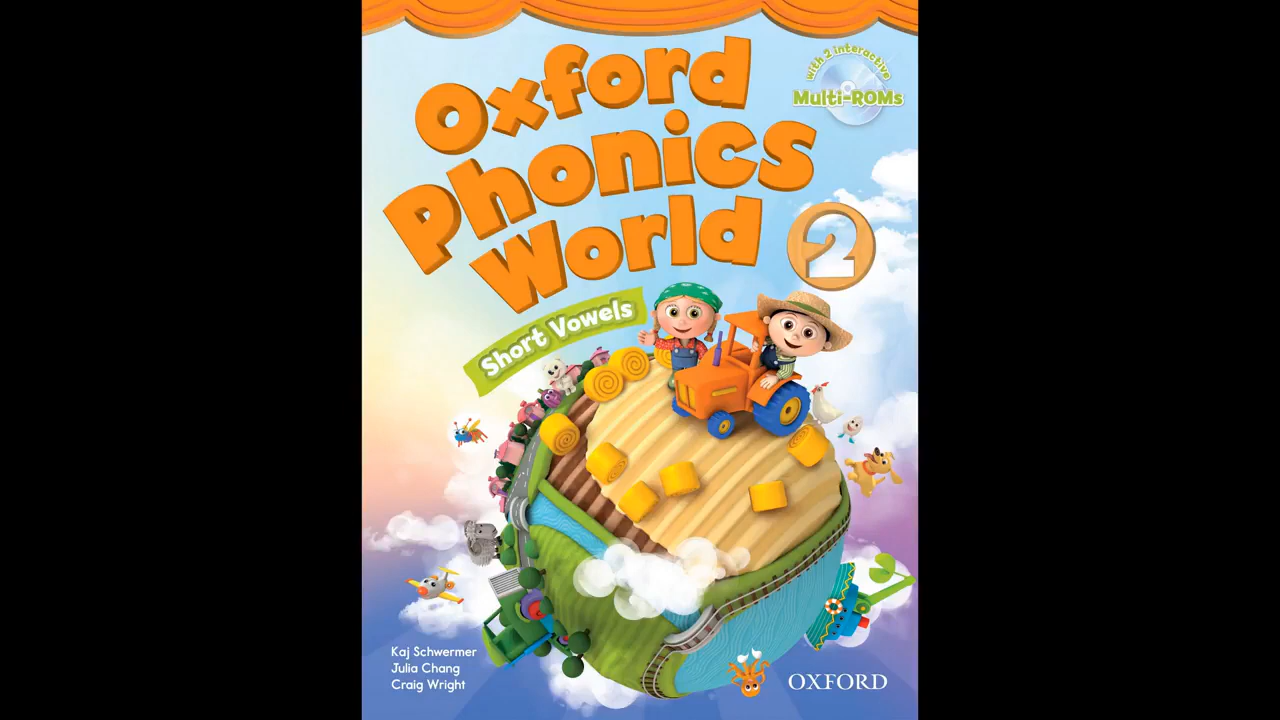 Oxford
Phonics
World
2
with 2 interactive
Multi-ROMs
Short Vowels
Kaj Schwermer
Julia Chang
Craig Wright
OXFORD